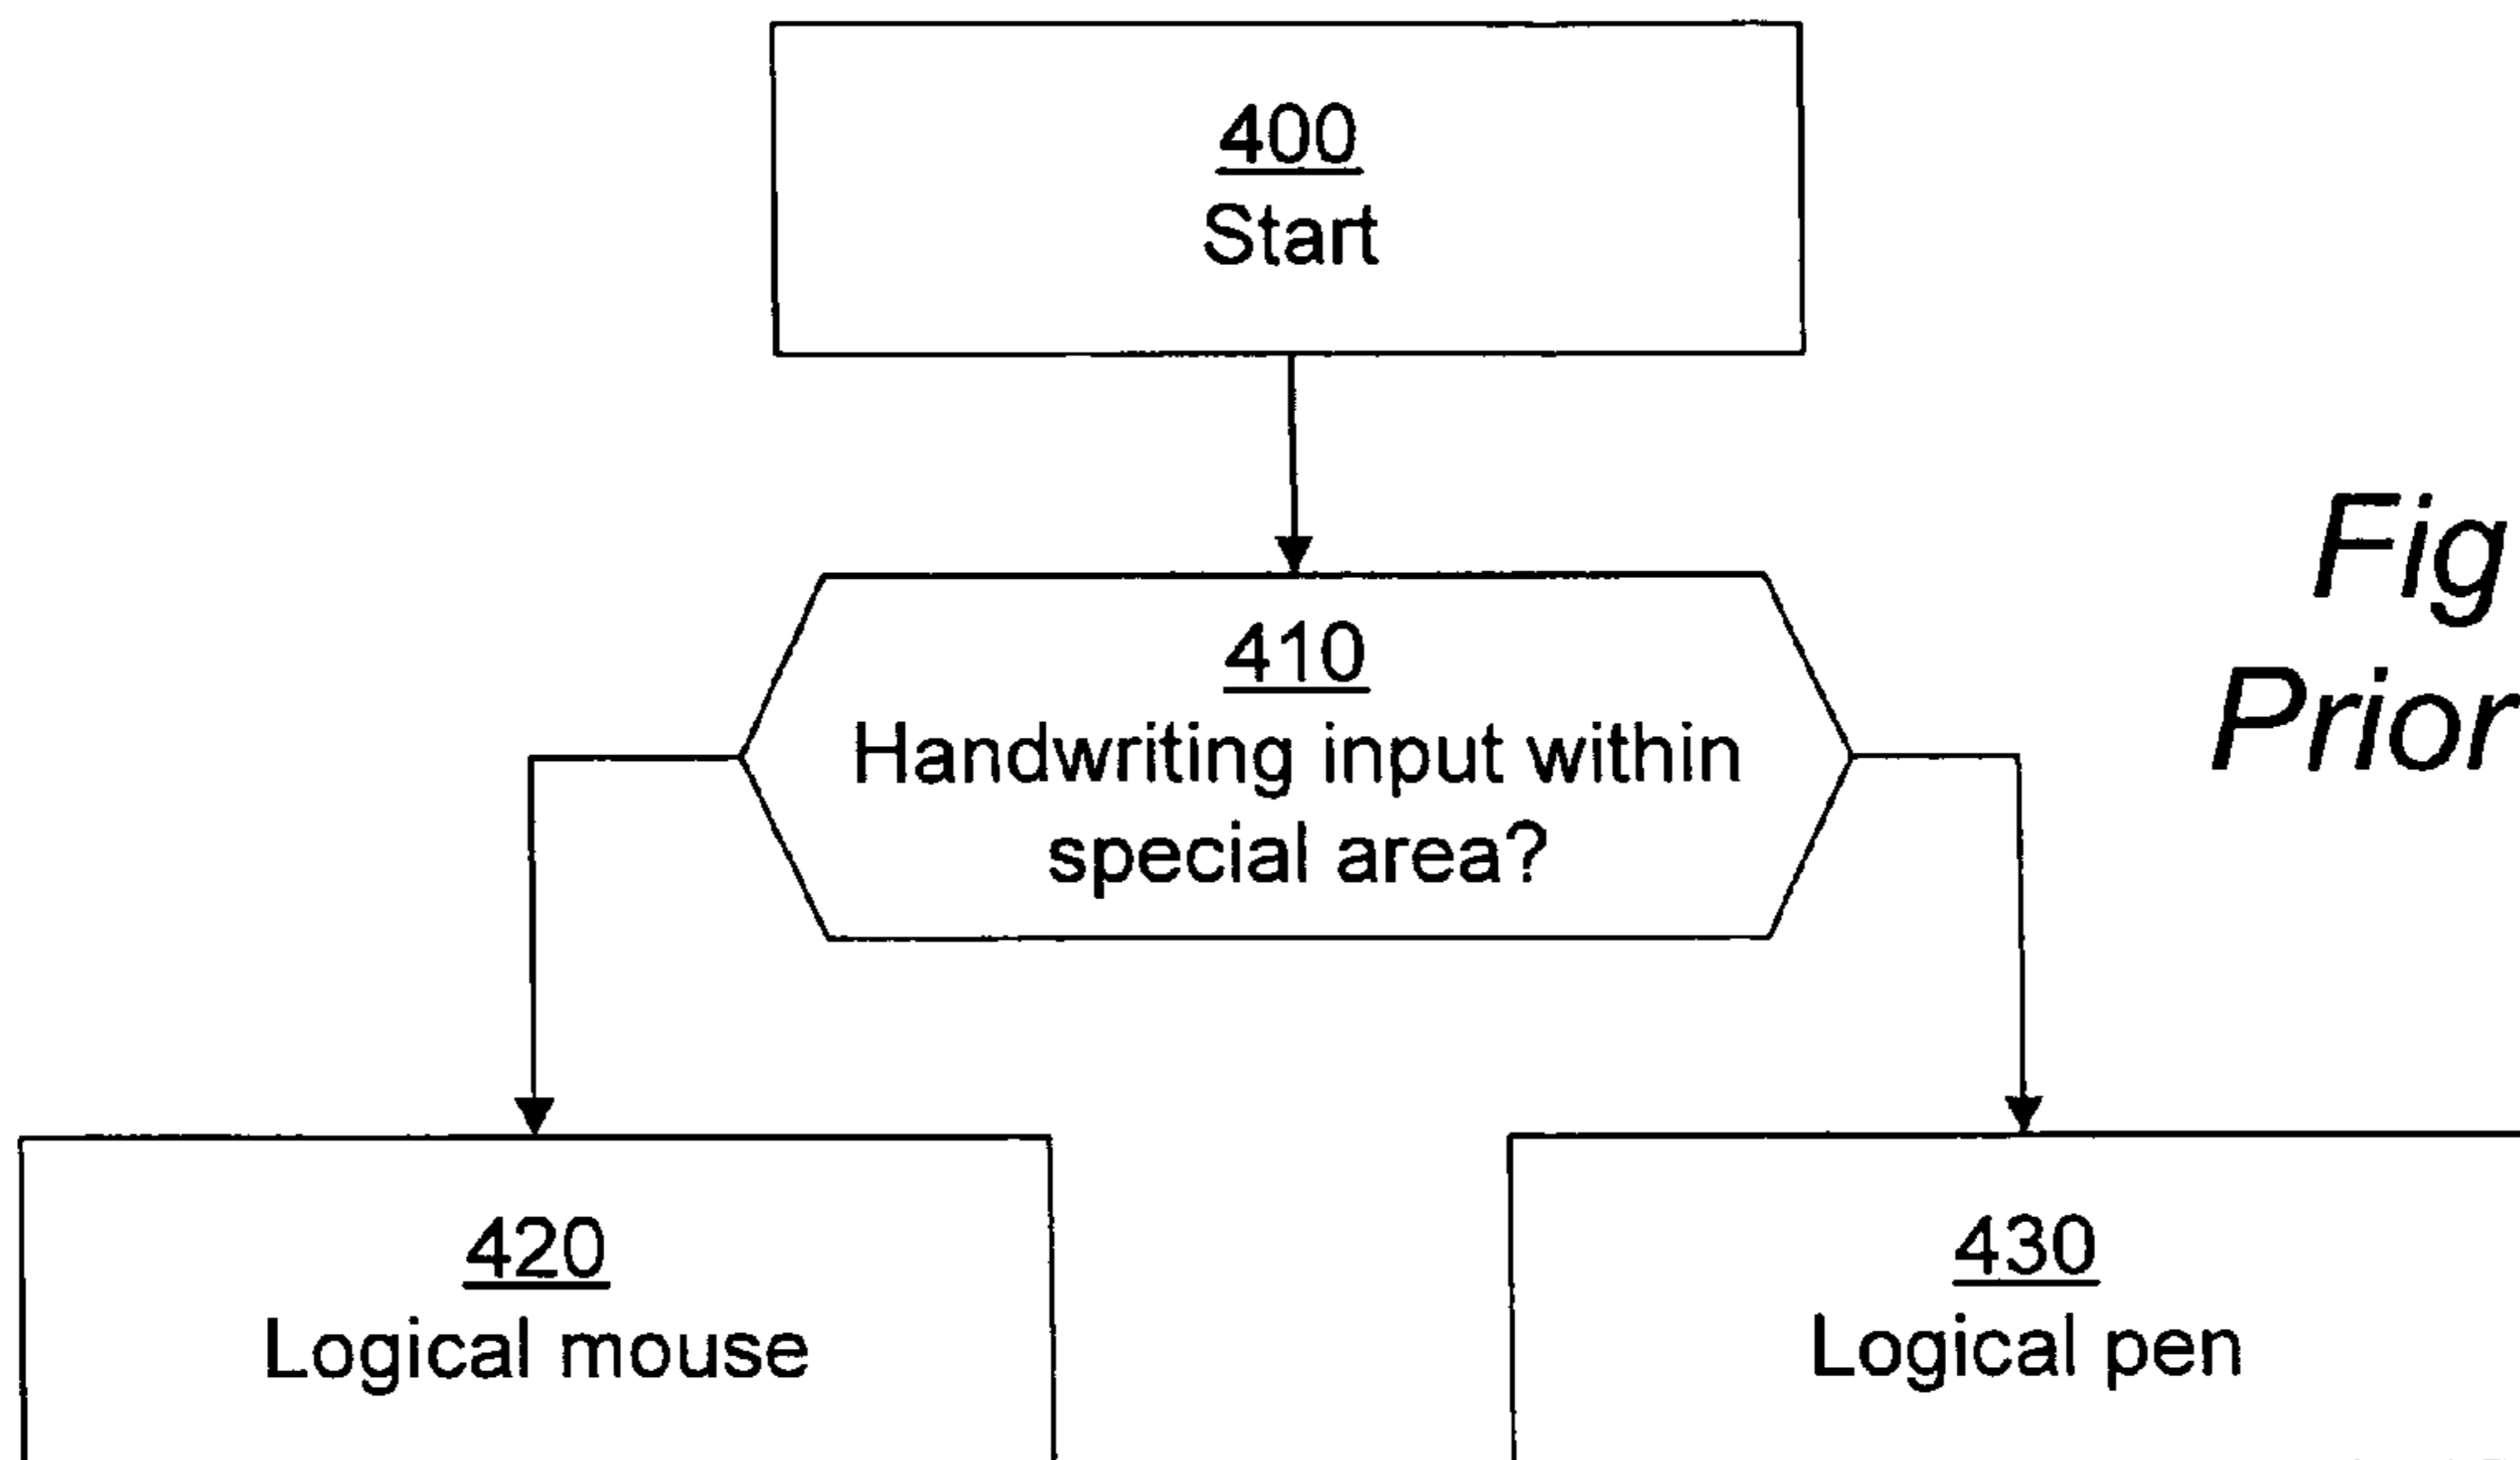 400
Start
Fig
410
Prior
Handwriting input within
special area?
420
Logical mouse
430
Logical pen